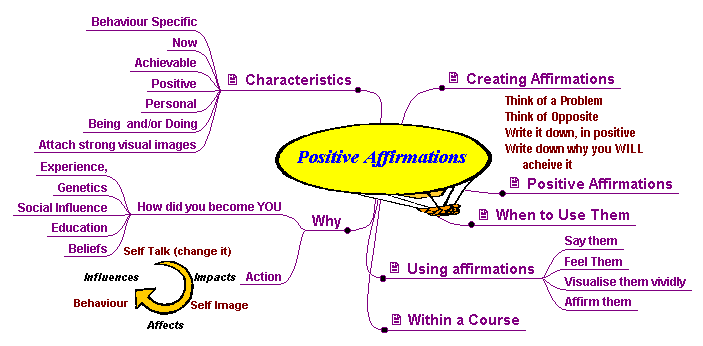 Behaviour Specific
Now
Achievable
Positive
Personal
Being and/or Doing
Attach strong visual images
Characteristics
Creating Affirmations
Think of a Problem
Think of Opposite
Write it down, in positive
Write down why you WILL
acheive it
Positive Affirmations
Positive Affirmations
When to Use Them
Using affirmations
Say them
Feel Them
Visualise them vividly
Affirm them
Within a Course
Why
How did you become YOU
Experience,
Genetics
Social Influence
Education
Beliefs
Action
Self Talk (change it)
Influences
Impacts
Behaviour
Self Image
Affects